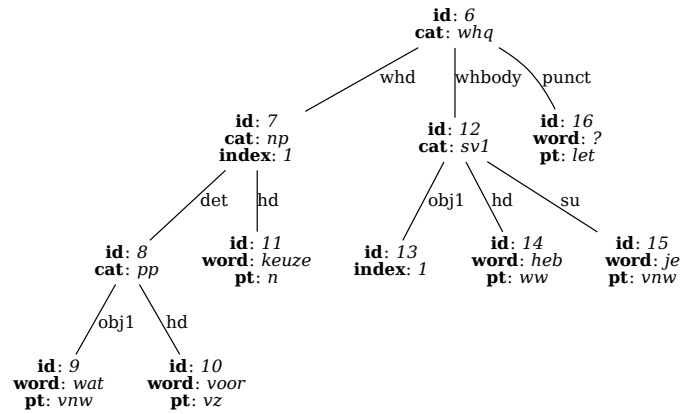 id: 6
cat: whq
whd
whbody
punct
id: 7
cat: np
index: 1
id: 12
cat: sv1
id: 16
word: ?
pt: let
det
hd
obj1
hd
su
id: 8
cat: pp
id: 11
word: keuze
pt: n
id: 13
index: 1
id: 14
word: heb
pt: ww
id: 15
word: je
pt: vnw
obj1
hd
id: 9
word: wat
pt: vnw
id: 10
word: voor
pt: vz